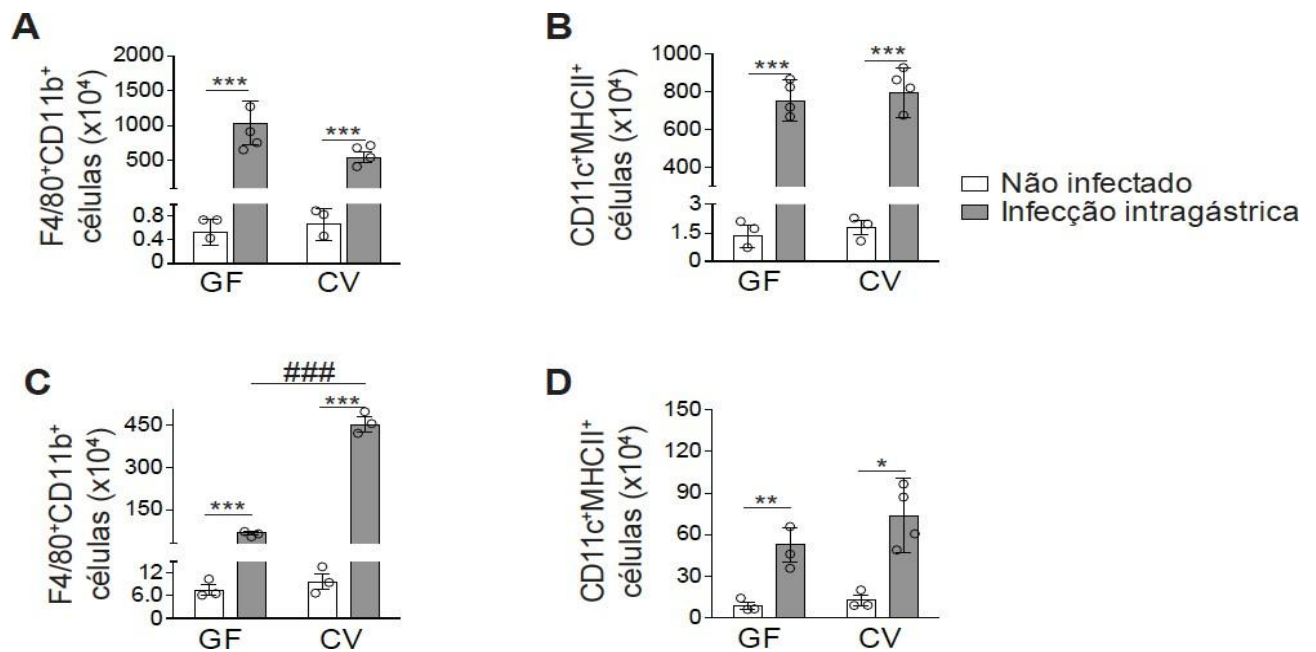 A
F4/80⁺CD11b⁺
células (x10⁴)
2000
1500
1000
500
0.8
0.4
0
***
***
GF
CV
B
CD11c⁺MHCII⁺
células (x10⁴)
1000
800
600
400
3
1.5
0
***
***
GF
CV
Não infectado
Infecção intragástrica
C
F4/80⁺CD11b⁺
células (x10⁴)
450
300
150
12
6.0
0
###
***
***
GF
CV
D
CD11c⁺MHCII⁺
células (x10⁴)
150
120
90
60
30
0
**
*
GF
CV